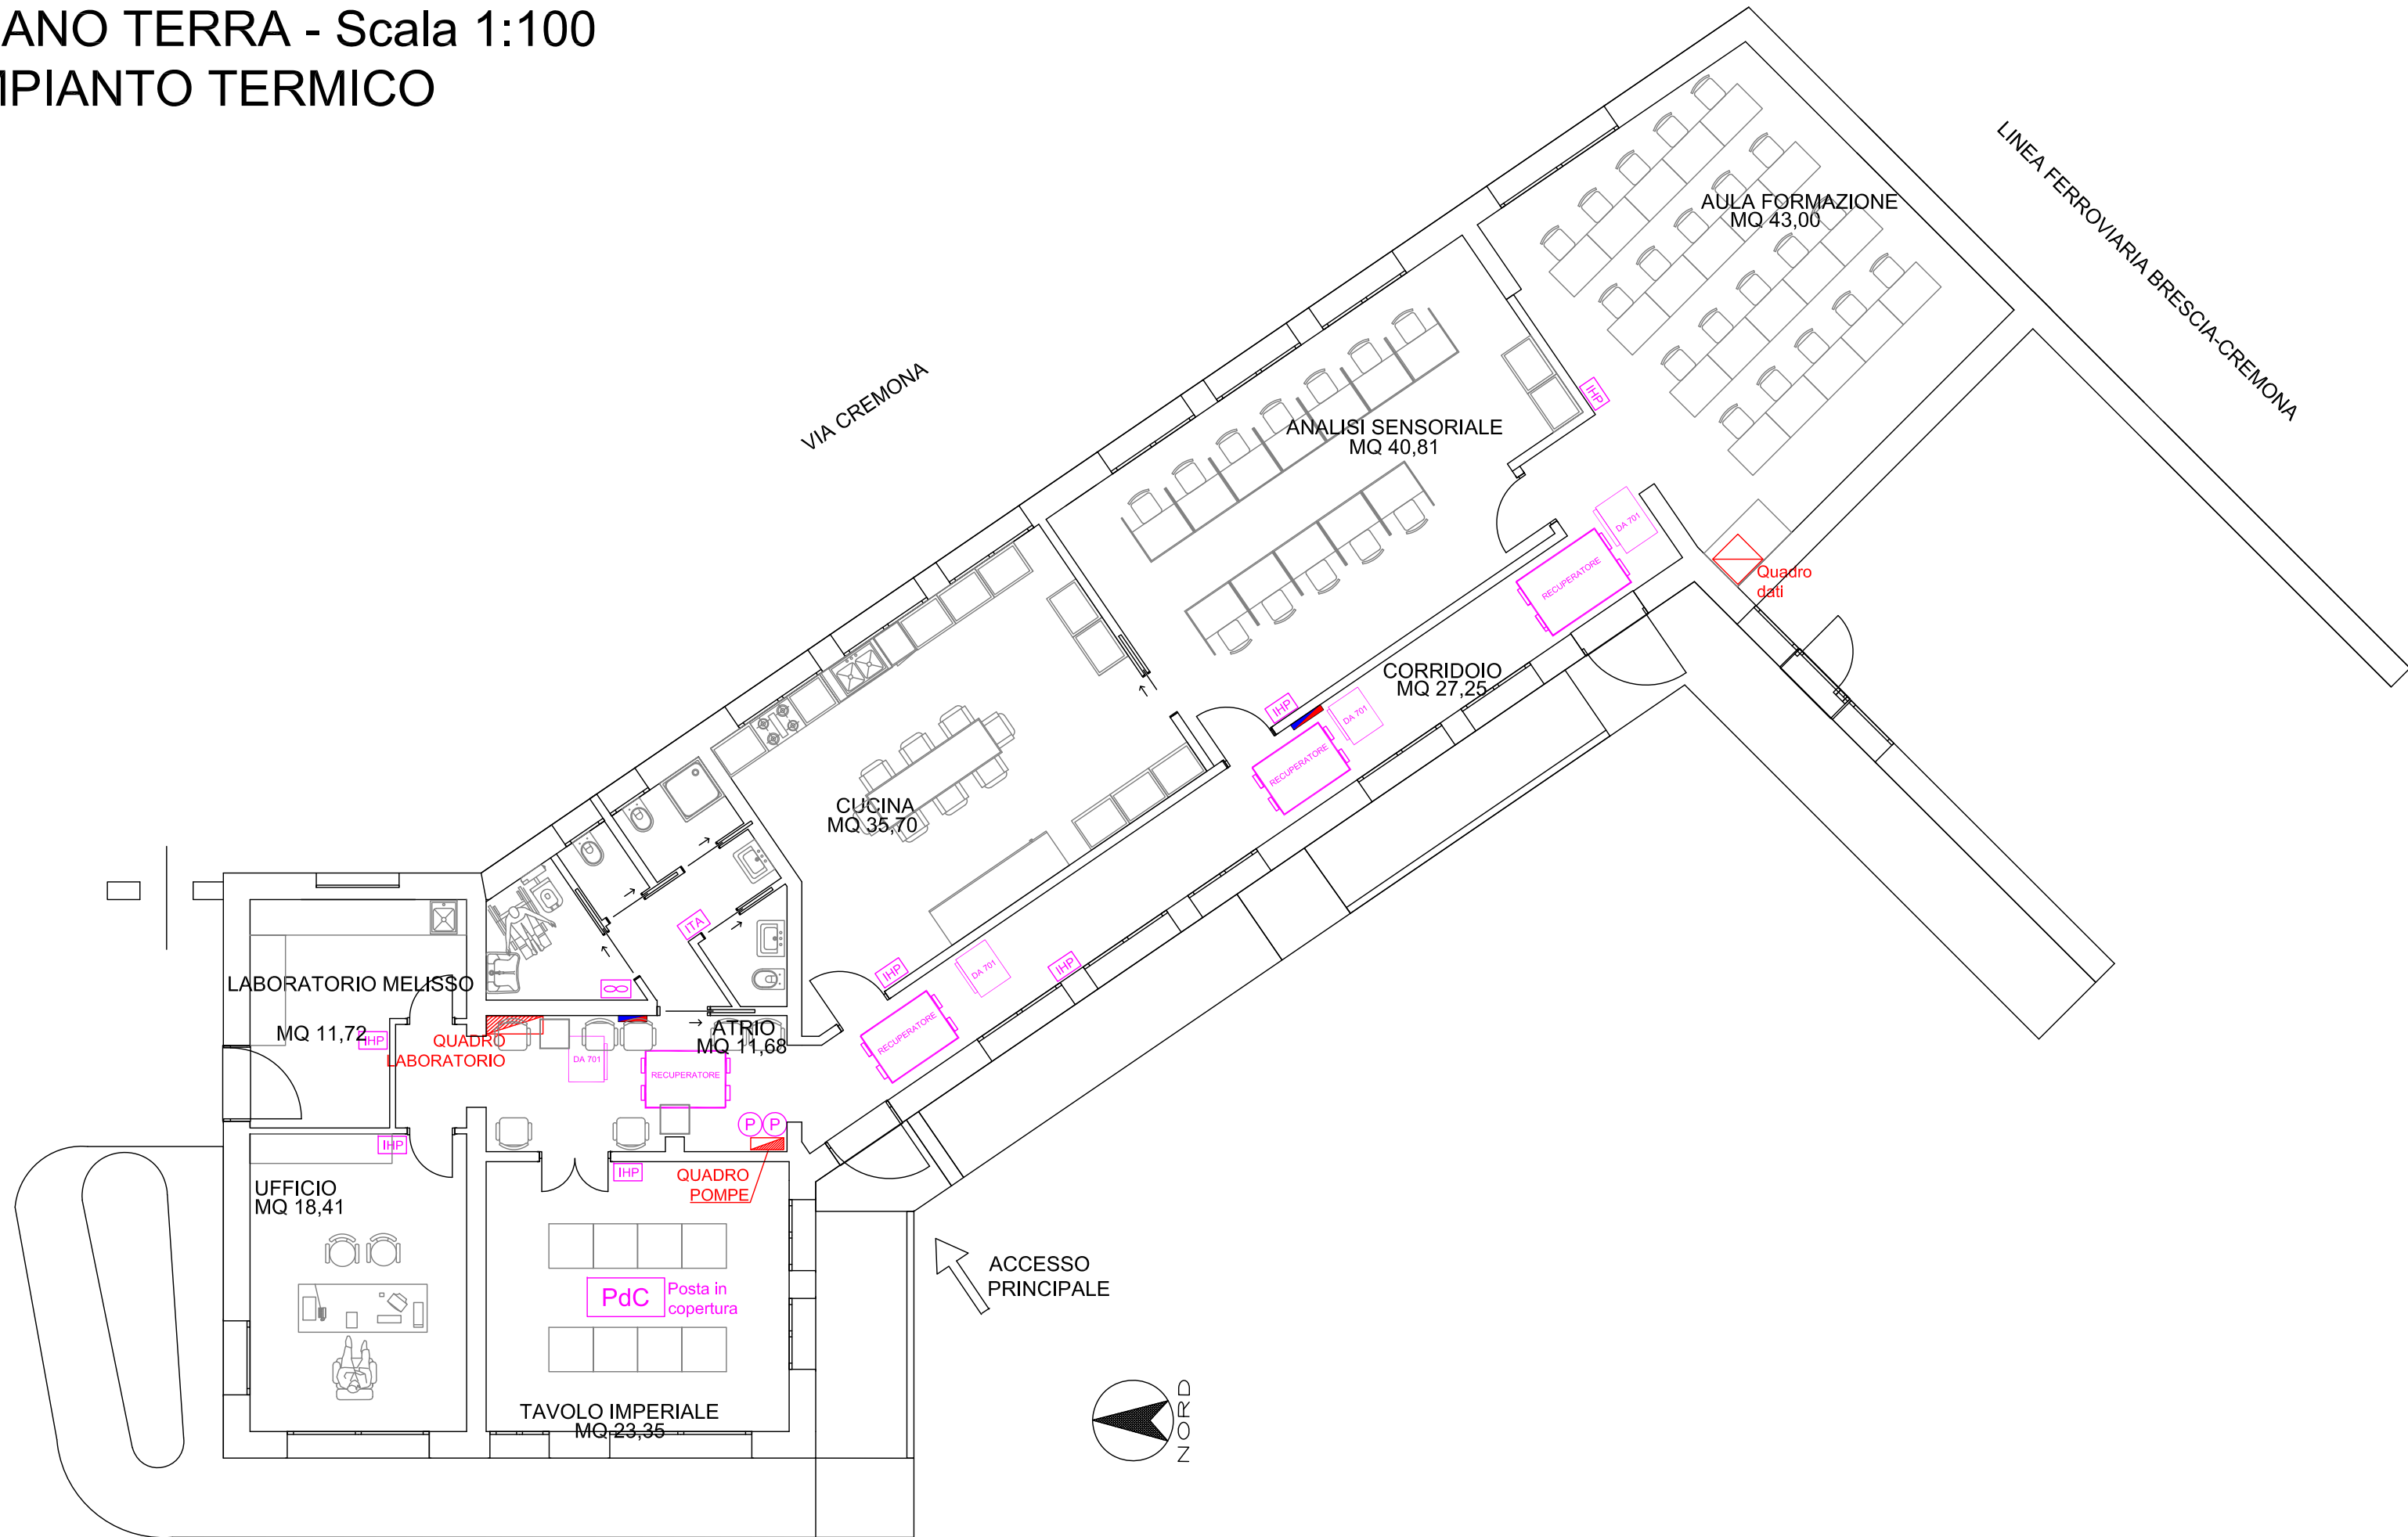 ANO TERRA - Scala 1:100
MPIANTO TERMICO
LINEA FERROVIARIA BRESCIA-CREMONA
AULA FORMAZIONE
MQ 43,00
VIA CREMONA
IHP
ANALISI SENSORIALE
MQ 40,81
DA 701
RECUPERATORE
Quadro
dati
CORRIDOIO
MQ 27,25
IHP
DA 701
RECUPERATORE
CUCINA
MQ 35,70
ITA
IHP
DA 701
IHP
RECUPERATORE
LABORATORIO MELISSO
MQ 11,72
IHP
QUADRO
LABORATORIO
ATRIO
MQ 11,68
DA 701
RECUPERATORE
P P
IHP
IHP
QUADRO
POMPE
UFFICIO
MQ 18,41
PdC
Posta in
copertura
ACCESSO
PRINCIPALE
TAVOLO IMPERIALE
MQ 23,35
NORD